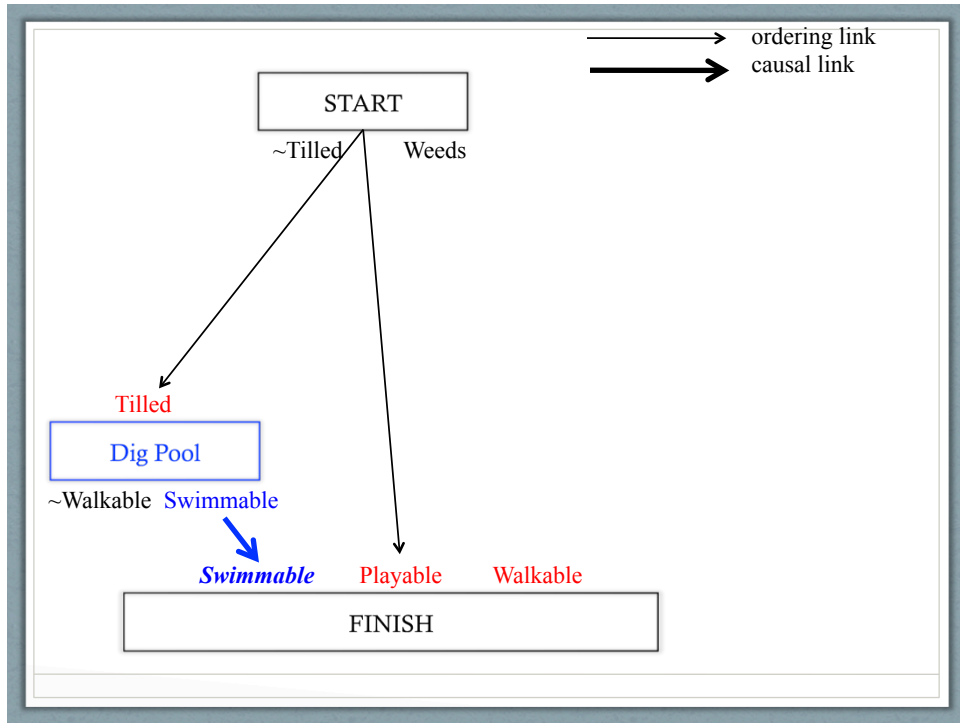 ordering link
causal link
START
~Tilled Weeds
Tilled
Dig Pool
~Walkable Swimmable
Swimmable Playable Walkable
FINISH